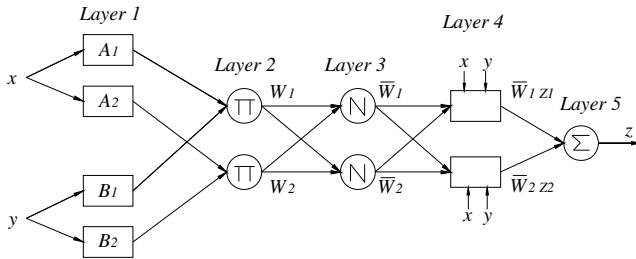 Layer 1
Layer 4
Layer 2
Layer 3
Layer 5
x
A1
A2
y
B1
B2
Π
Π
W1
W2
N
N
W̅1
W̅2
x y
x y
W̅1 Z1
W̅2 Z2
Σ
z